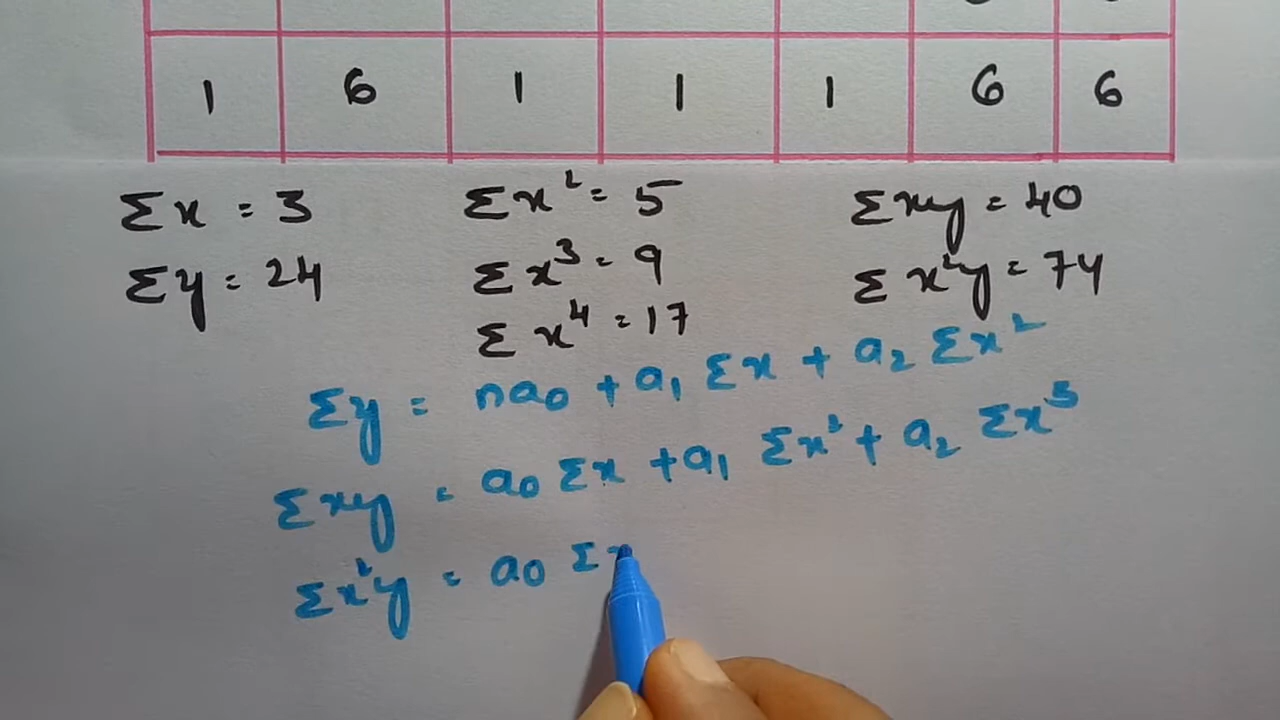 1 6 1 1 1 6 6
Σx = 3 Σx² = 5 Σxy = 40
Σy = 24 Σx³ = 9 Σx²y = 74
Σx⁴ = 17
Σy = na₀ + a₁ Σx + a₂ Σx²
Σxy = a₀ Σx + a₁ Σx² + a₂ Σx³
Σx²y = a₀ Σ